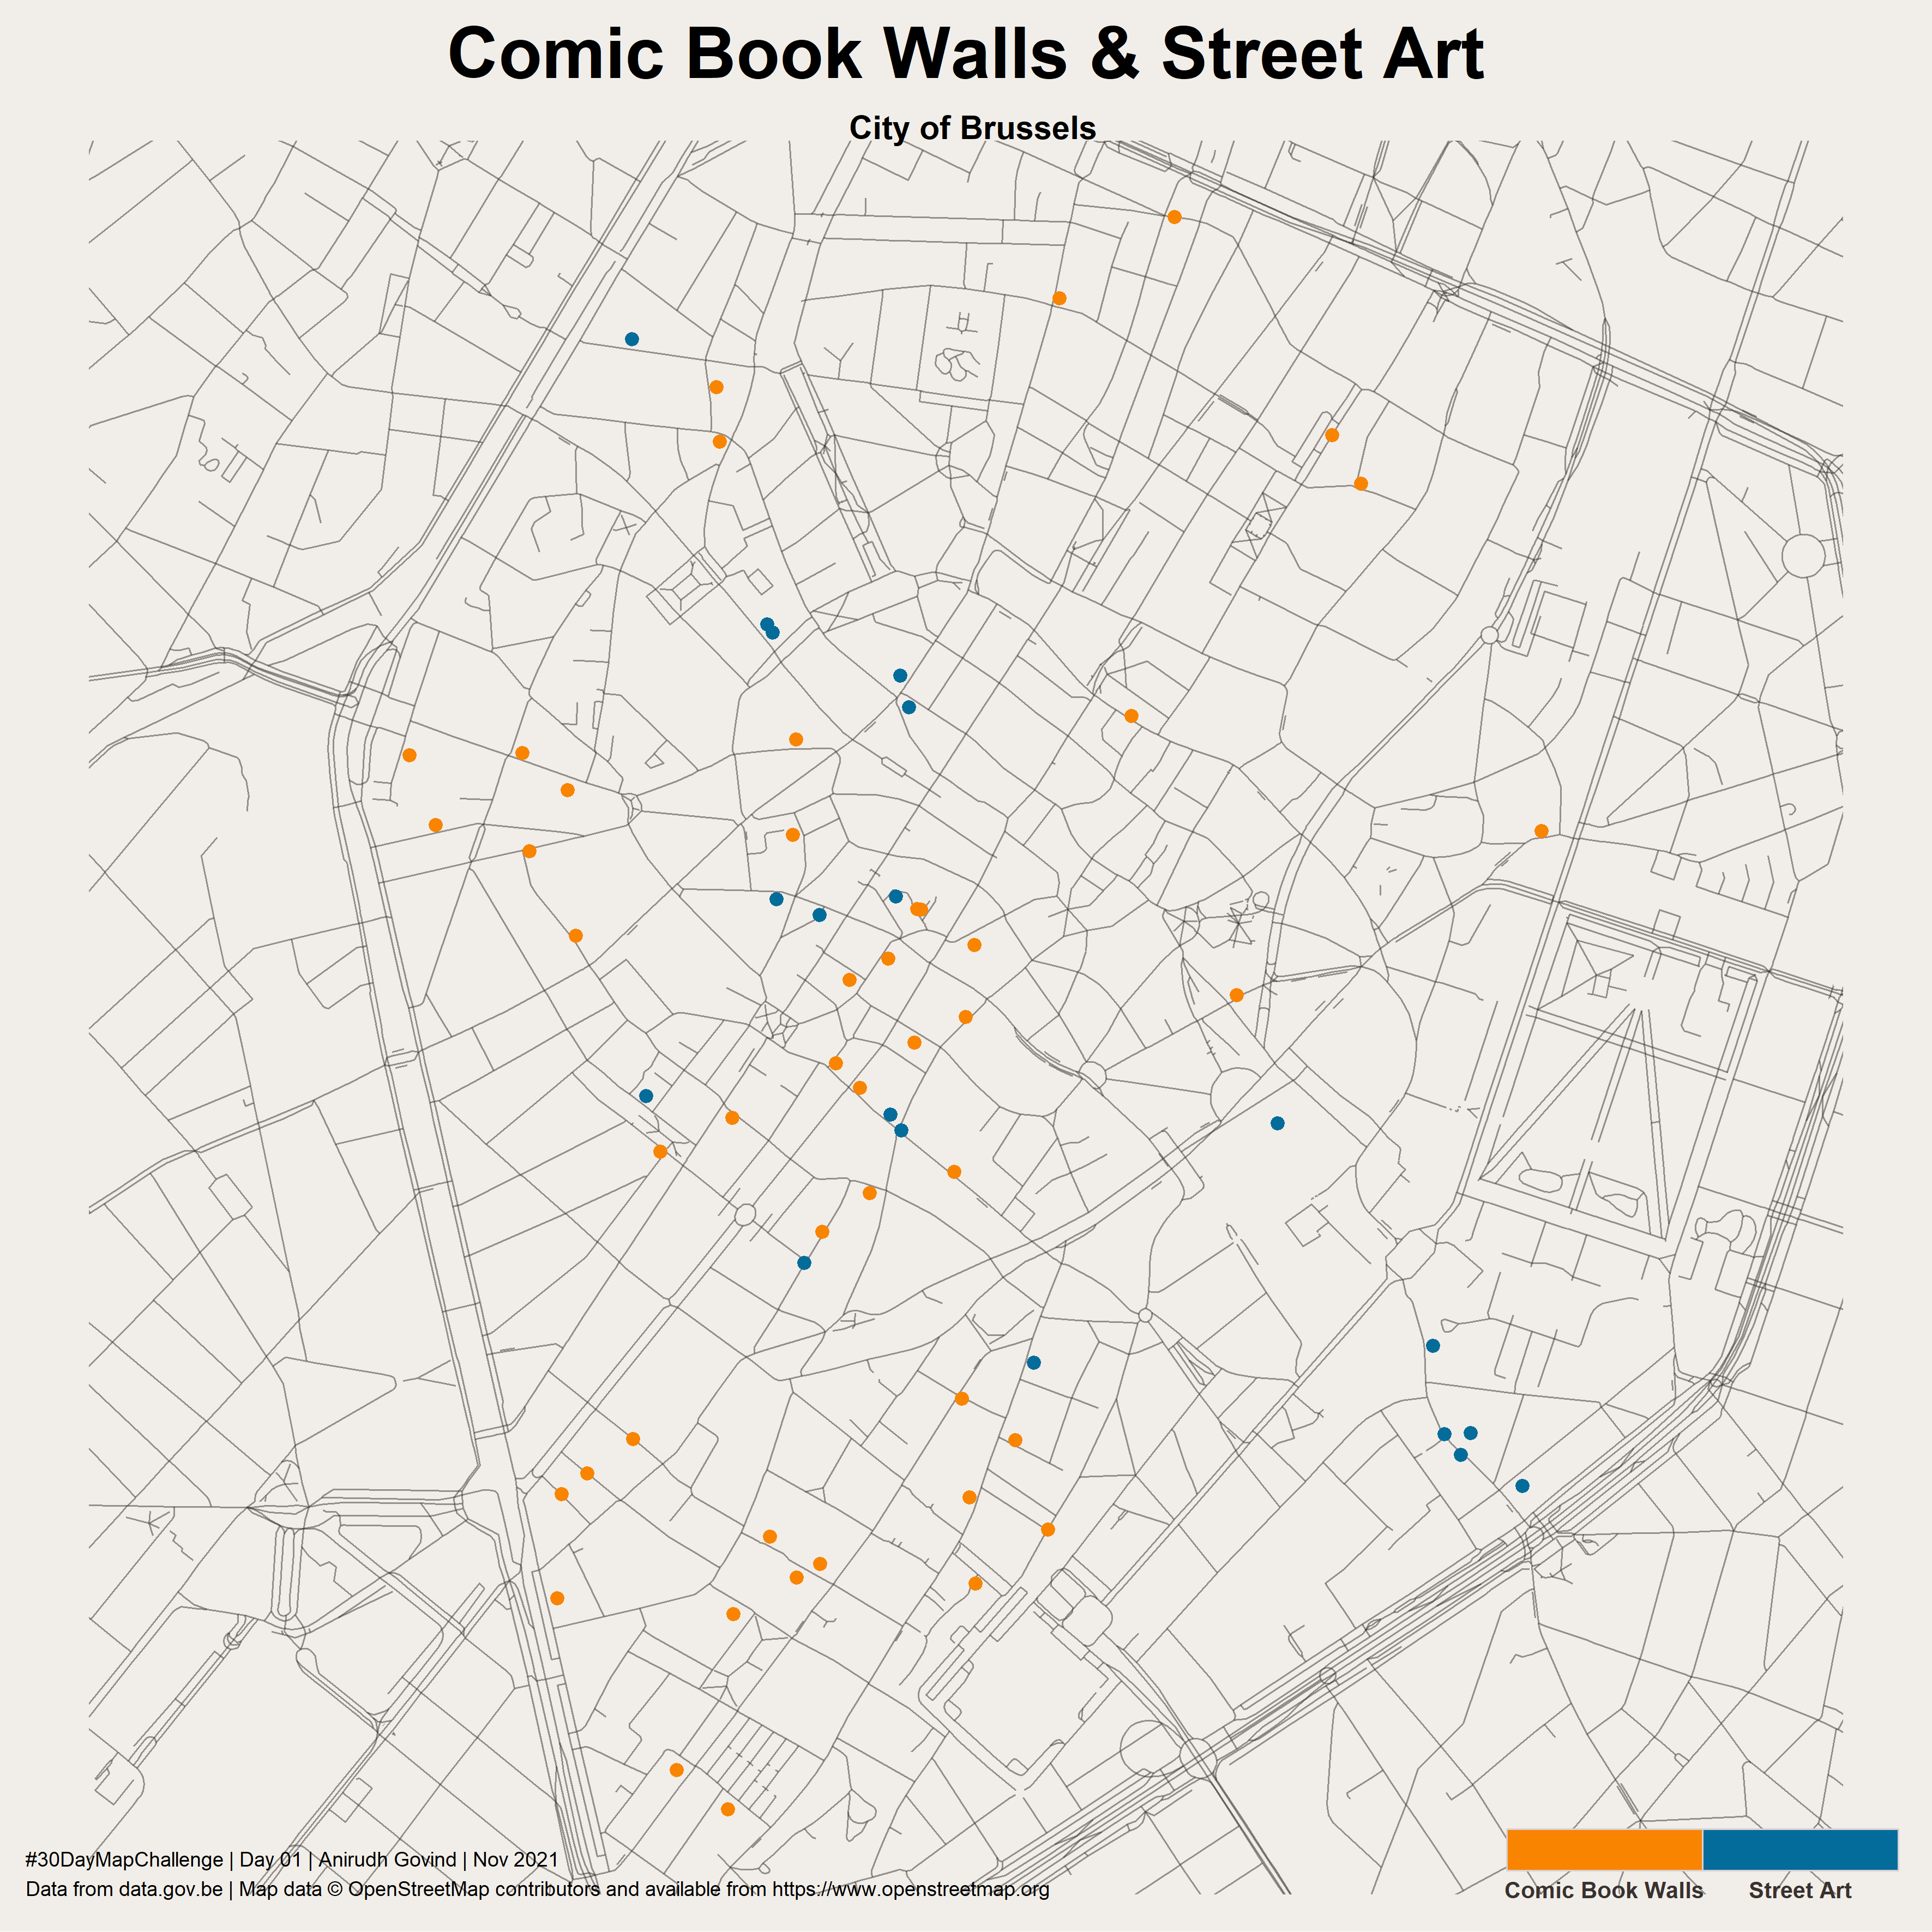 Comic Book Walls & Street Art
City of Brussels
#30DayMapChallenge | Day 01 | Anirudh Govind | Nov 2021
Data from data.gov.be | Map data © OpenStreetMap contributors and available from https://www.openstreetmap.org
Comic Book Walls
Street Art